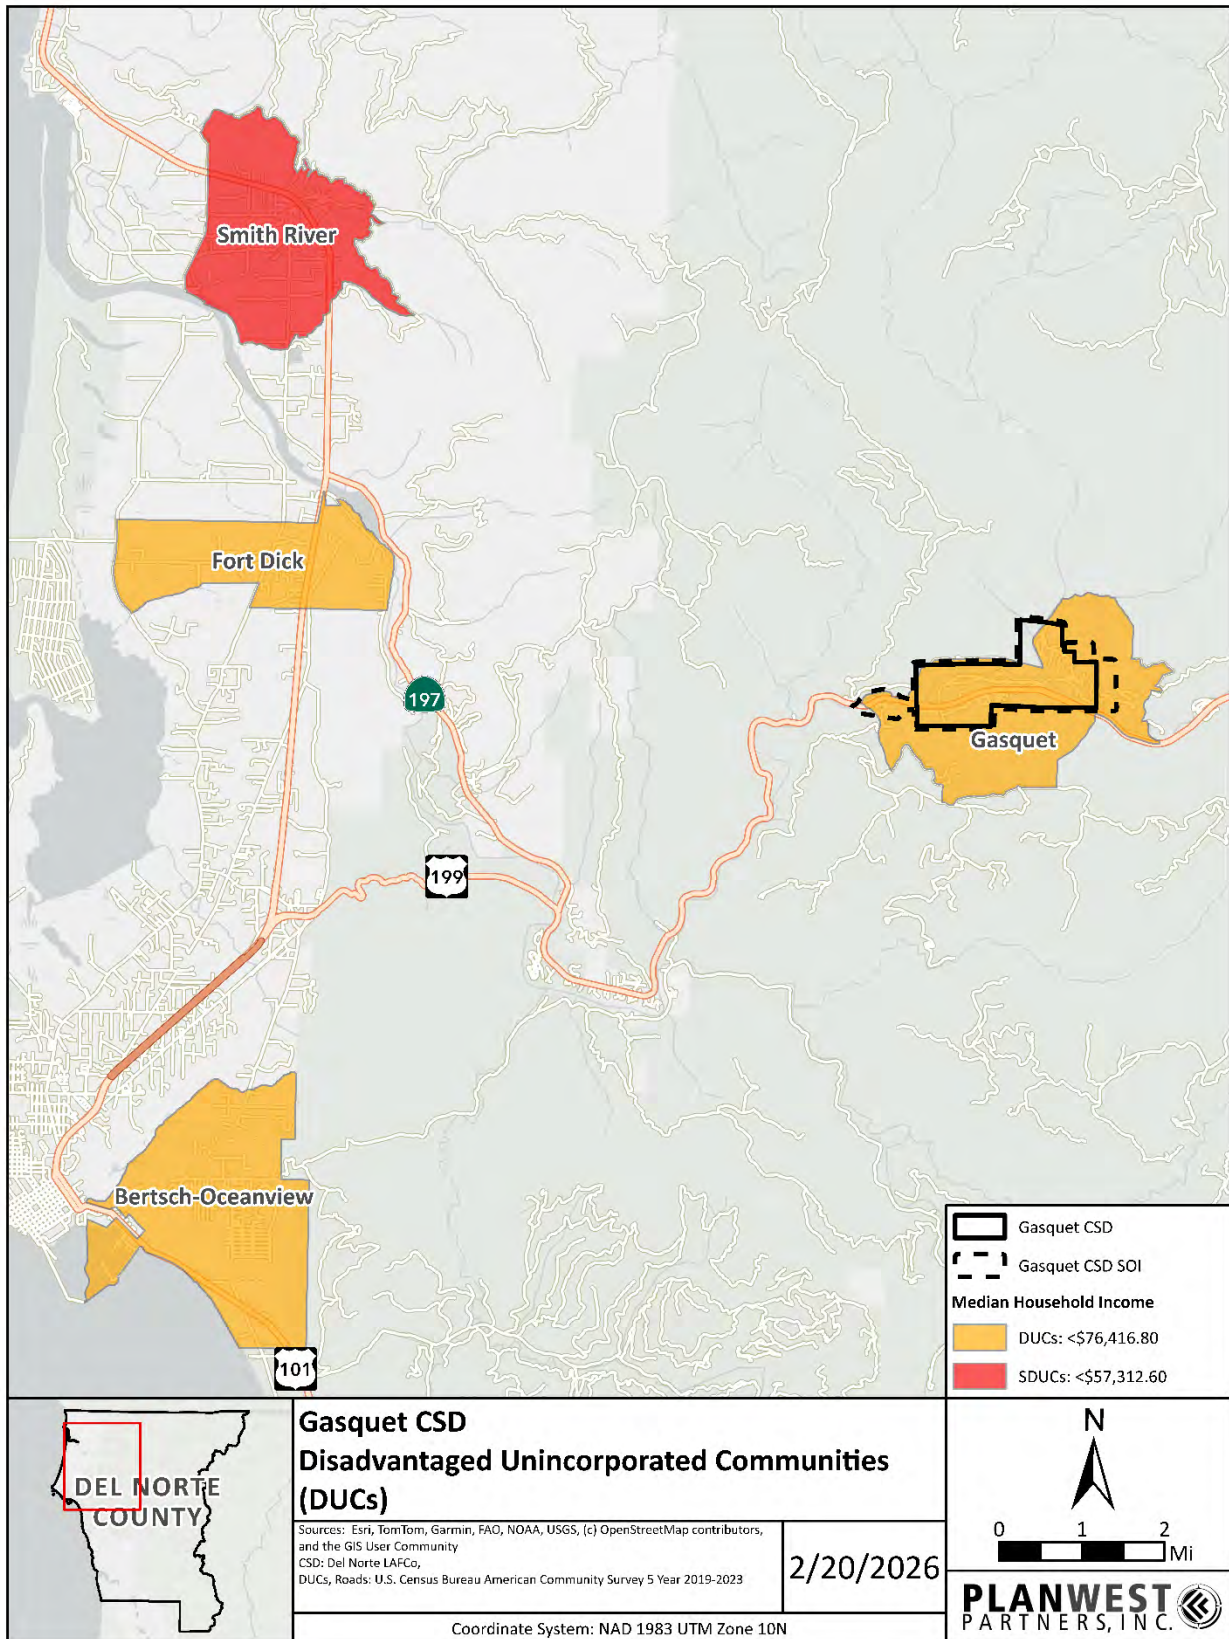 Smith River
Fort Dick
197
Gasquet
199
Bertsch-Oceanview
101
Gasquet CSD
Gasquet CSD SOI
Median Household Income
DUCs: <$76,416.80
SDUCs: <$57,312.60
DEL NORTE
COUNTY
Gasquet CSD
Disadvantaged Unincorporated Communities
(DUCs)
Sources: Esri, TomTom, Garmin, FAO, NOAA, USGS, (c) OpenStreetMap contributors,
and the GIS User Community
CSD: Del Norte LAFCo,
DUCs, Roads: U.S. Census Bureau American Community Survey 5 Year 2019-2023
2/20/2026
Coordinate System: NAD 1983 UTM Zone 10N
N
0 1 2
Mi
PLANWEST
PARTNERS, INC.